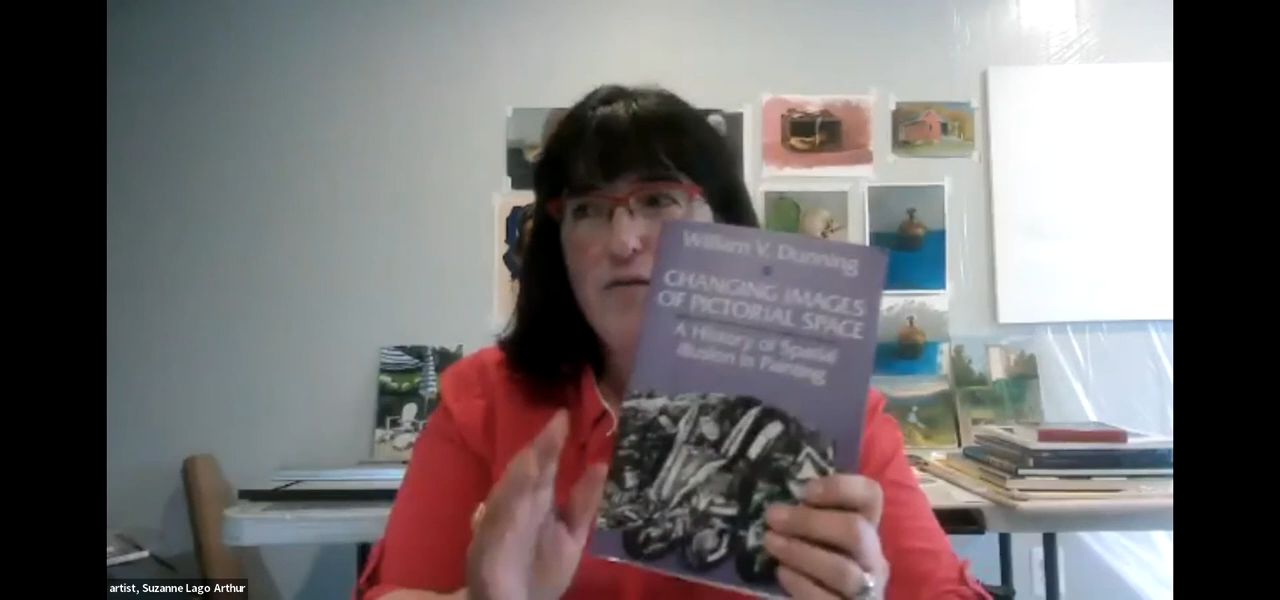 William V. Dunning
CHANGING IMAGES
OF PICTORIAL SPACE
A History of Spatial
Illusion in Painting
artist, Suzanne Lago Arthur